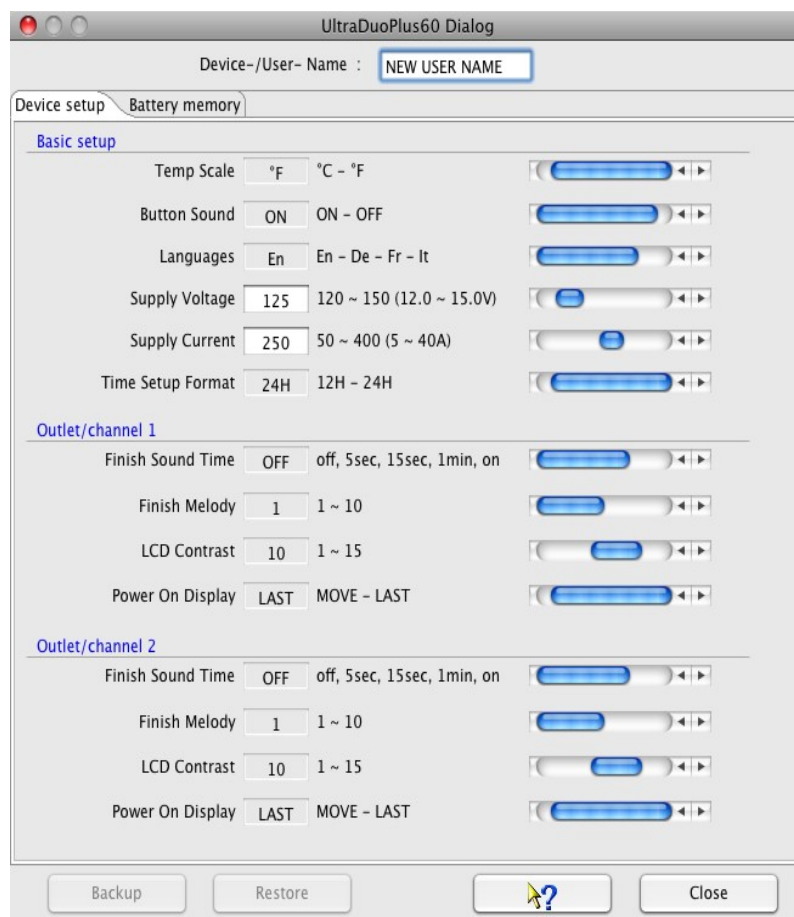 UltraDuoPlus60 Dialog
Device-/User- Name : NEW USER NAME
Device setup Battery memory
Basic setup
Temp Scale °F °C - °F
Button Sound ON ON - OFF
Languages En En - De - Fr - It
Supply Voltage 125 120 ~ 150 (12.0 ~ 15.0V)
Supply Current 250 50 ~ 400 (5 ~ 40A)
Time Setup Format 24H 12H - 24H
Outlet/channel 1
Finish Sound Time OFF off, 5sec, 15sec, 1min, on
Finish Melody 1 1 ~ 10
LCD Contrast 10 1 ~ 15
Power On Display LAST MOVE - LAST
Outlet/channel 2
Finish Sound Time OFF off, 5sec, 15sec, 1min, on
Finish Melody 1 1 ~ 10
LCD Contrast 10 1 ~ 15
Power On Display LAST MOVE - LAST
Backup Restore ? Close